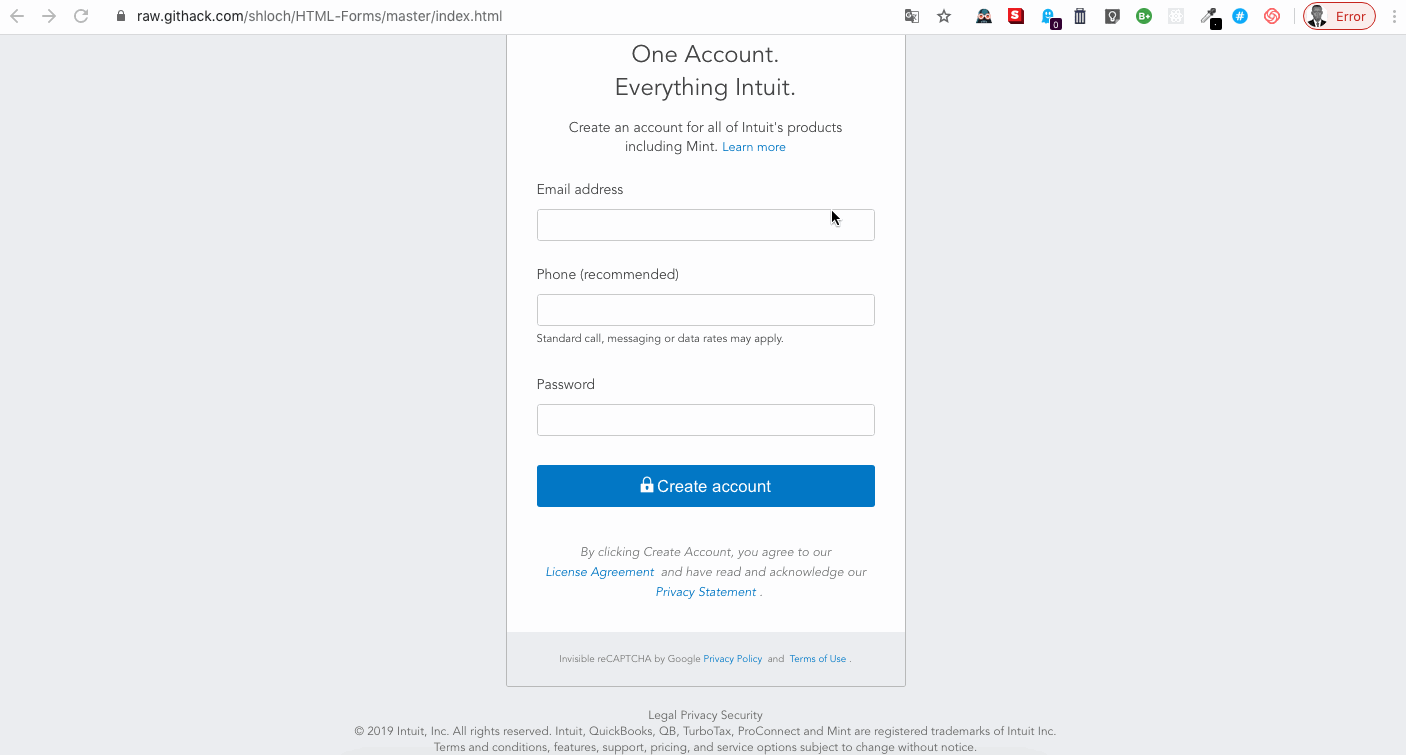 raw.githack.com/shloch/HTML-Forms/master/index.html
S
0
B+
#
Error
One Account.
Everything Intuit.
Create an account for all of Intuit's products
including Mint. Learn more
Email address
Phone (recommended)
Standard call, messaging or data rates may apply.
Password
Create account
By clicking Create Account, you agree to our
License Agreement and have read and acknowledge our
Privacy Statement .
Invisible reCAPTCHA by Google Privacy Policy and Terms of Use .
Legal Privacy Security
© 2019 Intuit, Inc. All rights reserved. Intuit, QuickBooks, QB, TurboTax, ProConnect and Mint are registered trademarks of Intuit Inc.
Terms and conditions, features, support, pricing, and service options subject to change without notice.